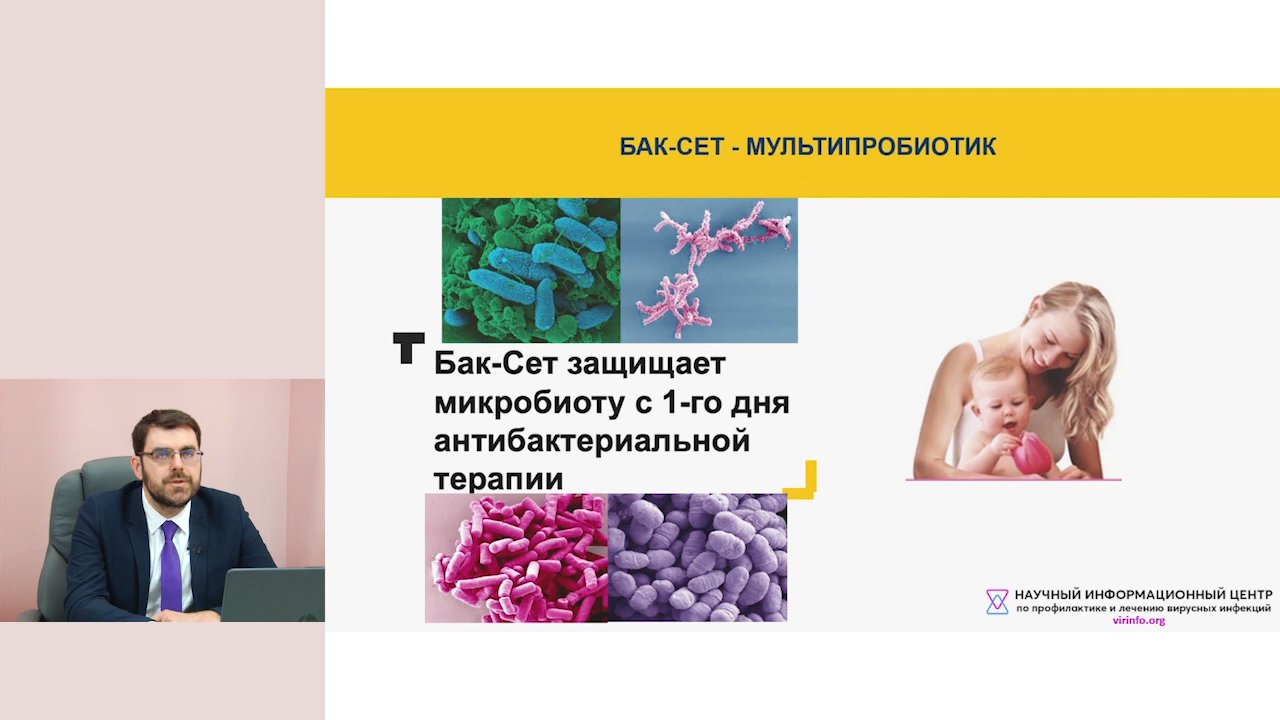 БАК-СЕТ - МУЛЬТИПРОБИОТИК
Бак-Сет защищает
микробиоту с 1-го дня
антибактериальной
терапии
НАУЧНЫЙ ИНФОРМАЦИОННЫЙ ЦЕНТР
по профилактике и лечению вирусных инфекций
virinfo.org